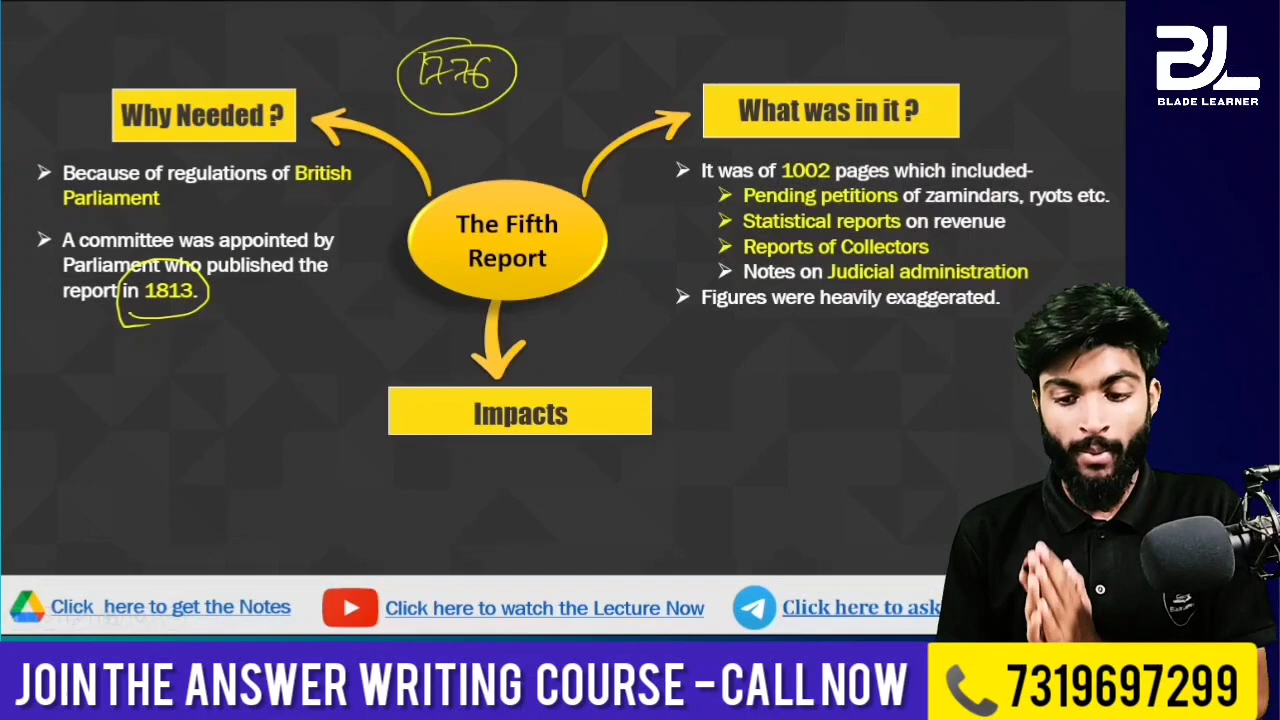 1776
BL
BLADE LEARNER
Why Needed ?
Because of regulations of British
Parliament
A committee was appointed by
Parliament who published the
report in 1813.
The Fifth
Report
What was in it ?
It was of 1002 pages which included-
Pending petitions of zamindars, ryots etc.
Statistical reports on revenue
Reports of Collectors
Notes on Judicial administration
Figures were heavily exaggerated.
Impacts
Click here to get the Notes
Click here to watch the Lecture Now
Click here to ask
JOIN THE ANSWER WRITING COURSE - CALL NOW
7319697299